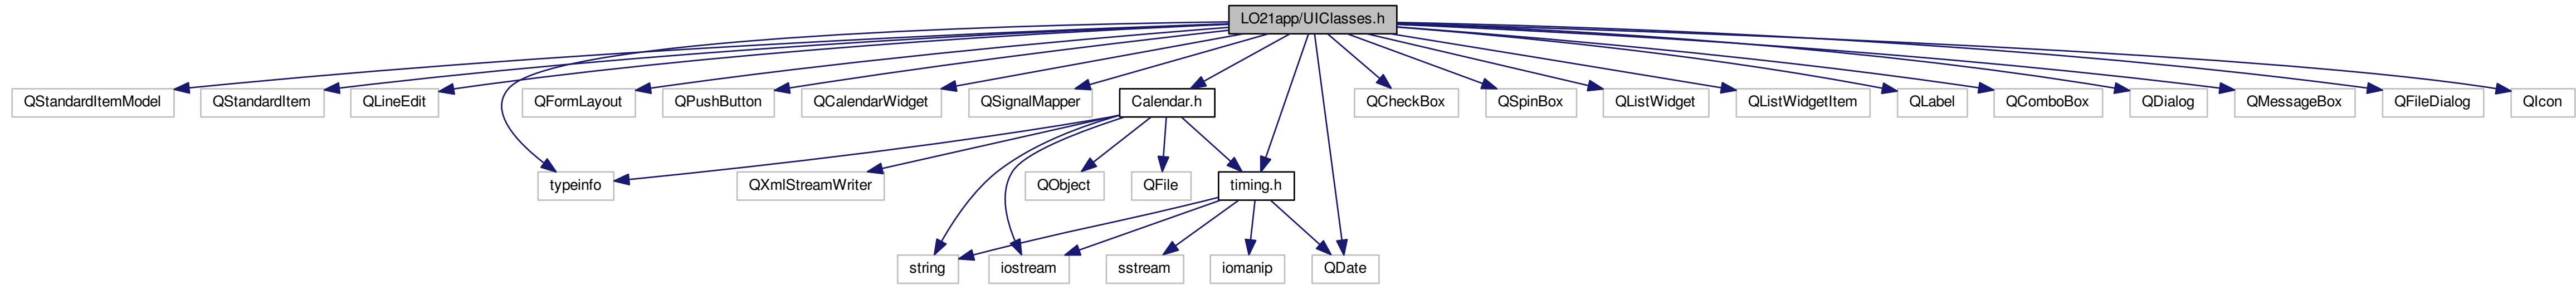 LO21app/UIClasses.h
QStandardItemModel
QStandardItem
QLineEdit
QFormLayout
QPushButton
QCalendarWidget
QSignalMapper
Calendar.h
QCheckBox
QSpinBox
QListWidget
QListWidgetItem
QLabel
QComboBox
QDialog
QMessageBox
QFileDialog
QIcon
typeinfo
QXmlStreamWriter
QObject
QFile
timing.h
string
iostream
sstream
iomanip
QDate